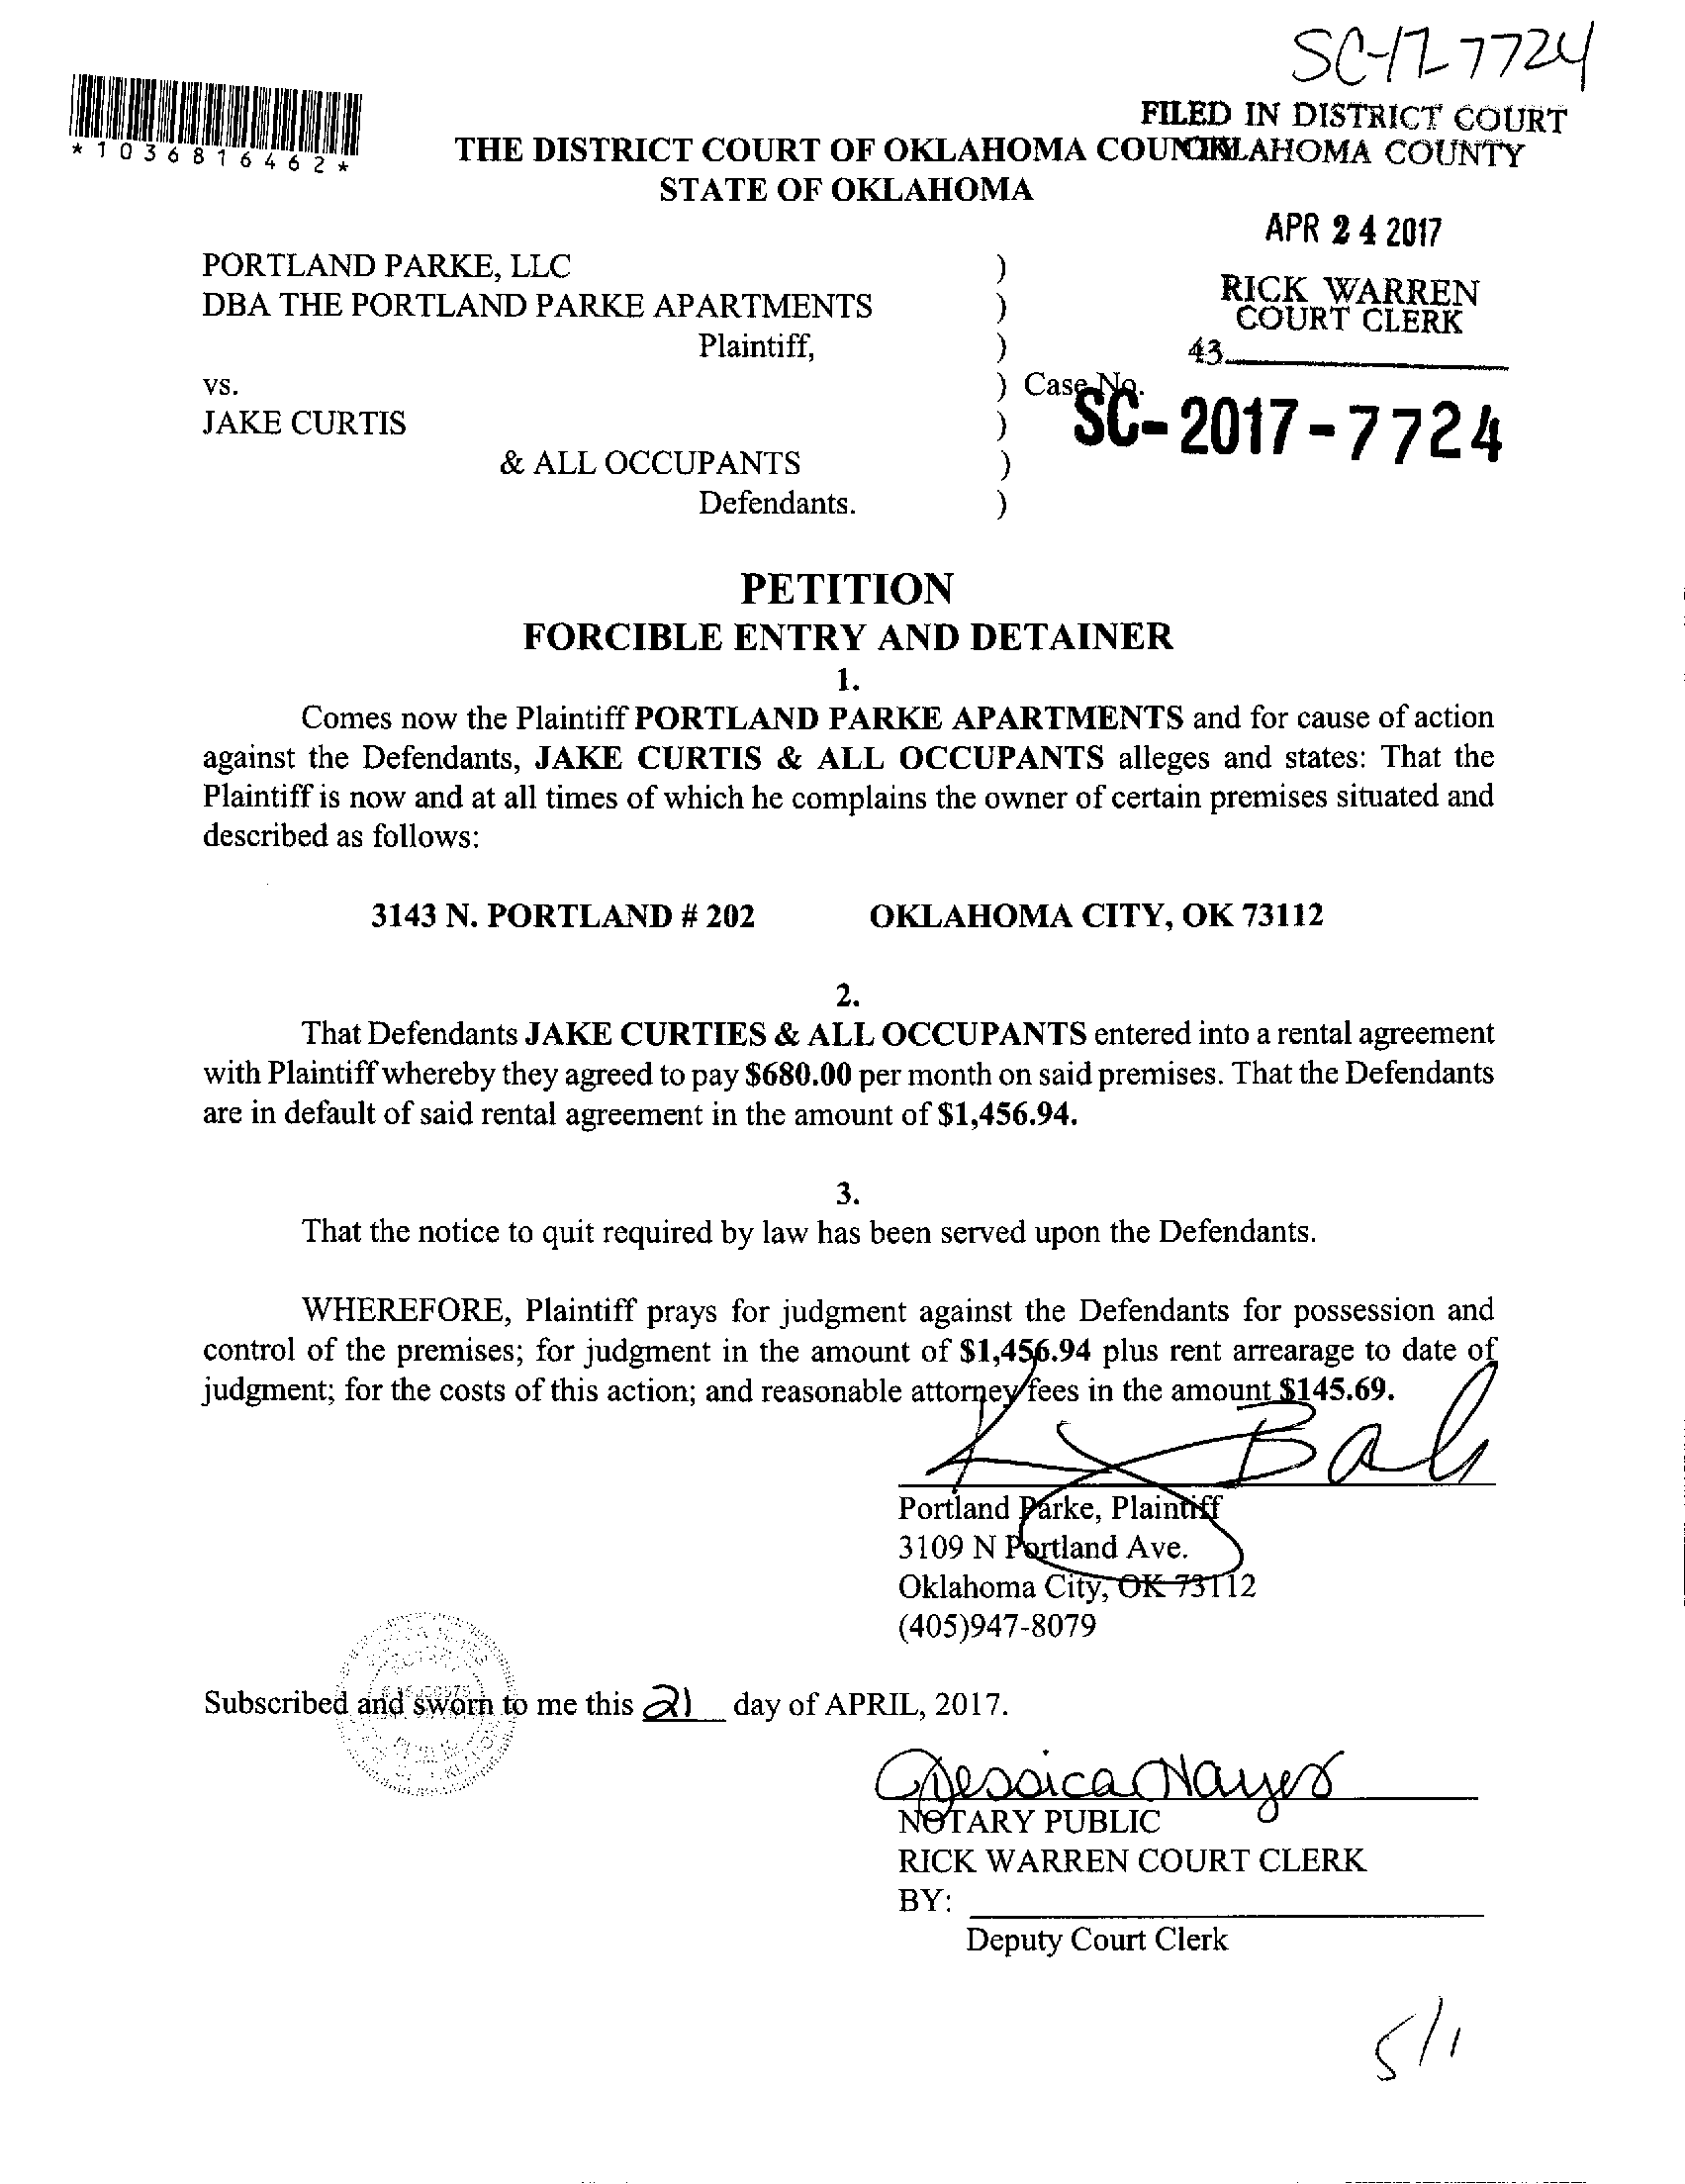 SC-17-7724
*1036816462*
FILED IN DISTRICT COURT
OKLAHOMA COUNTY
THE DISTRICT COURT OF OKLAHOMA COUNTY
STATE OF OKLAHOMA
APR 24 2017
RICK WARREN
COURT CLERK
43
PORTLAND PARKE, LLC )
DBA THE PORTLAND PARKE APARTMENTS )
Plaintiff, )
vs. ) Case No.
SC-2017-7724
JAKE CURTIS )
& ALL OCCUPANTS )
Defendants. )
PETITION
FORCIBLE ENTRY AND DETAINER
1.
Comes now the Plaintiff PORTLAND PARKE APARTMENTS and for cause of action
against the Defendants, JAKE CURTIS & ALL OCCUPANTS alleges and states: That the
Plaintiff is now and at all times of which he complains the owner of certain premises situated and
described as follows:
3143 N. PORTLAND # 202 OKLAHOMA CITY, OK 73112
2.
That Defendants JAKE CURTIES & ALL OCCUPANTS entered into a rental agreement
with Plaintiff whereby they agreed to pay $680.00 per month on said premises. That the Defendants
are in default of said rental agreement in the amount of $1,456.94.
3.
That the notice to quit required by law has been served upon the Defendants.
WHEREFORE, Plaintiff prays for judgment against the Defendants for possession and
control of the premises; for judgment in the amount of $1,456.94 plus rent arrearage to date of
judgment; for the costs of this action; and reasonable attorney fees in the amount $145.69.
Portland Parke, Plaintiff
3109 N Portland Ave.
Oklahoma City, OK 73112
(405)947-8079
Subscribed and sworn to me this 21 day of APRIL, 2017.
Jessica Hayes
NOTARY PUBLIC
RICK WARREN COURT CLERK
BY:
Deputy Court Clerk
5/1